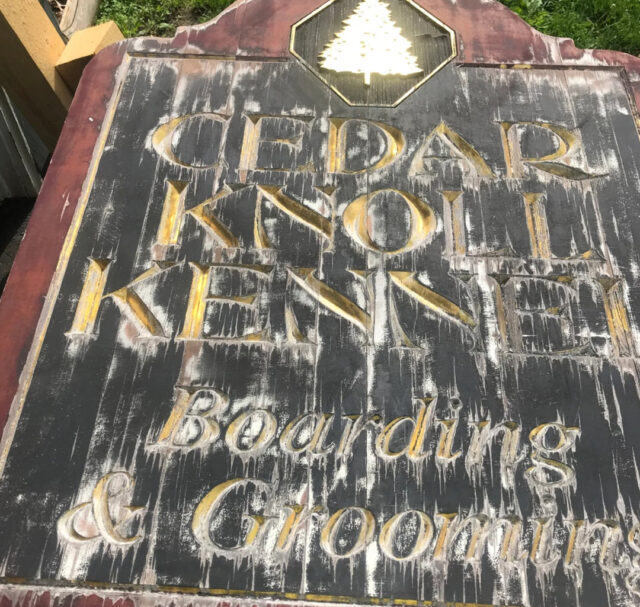 CEDAR
KNOLL
KENNEL
Boarding
& Grooming